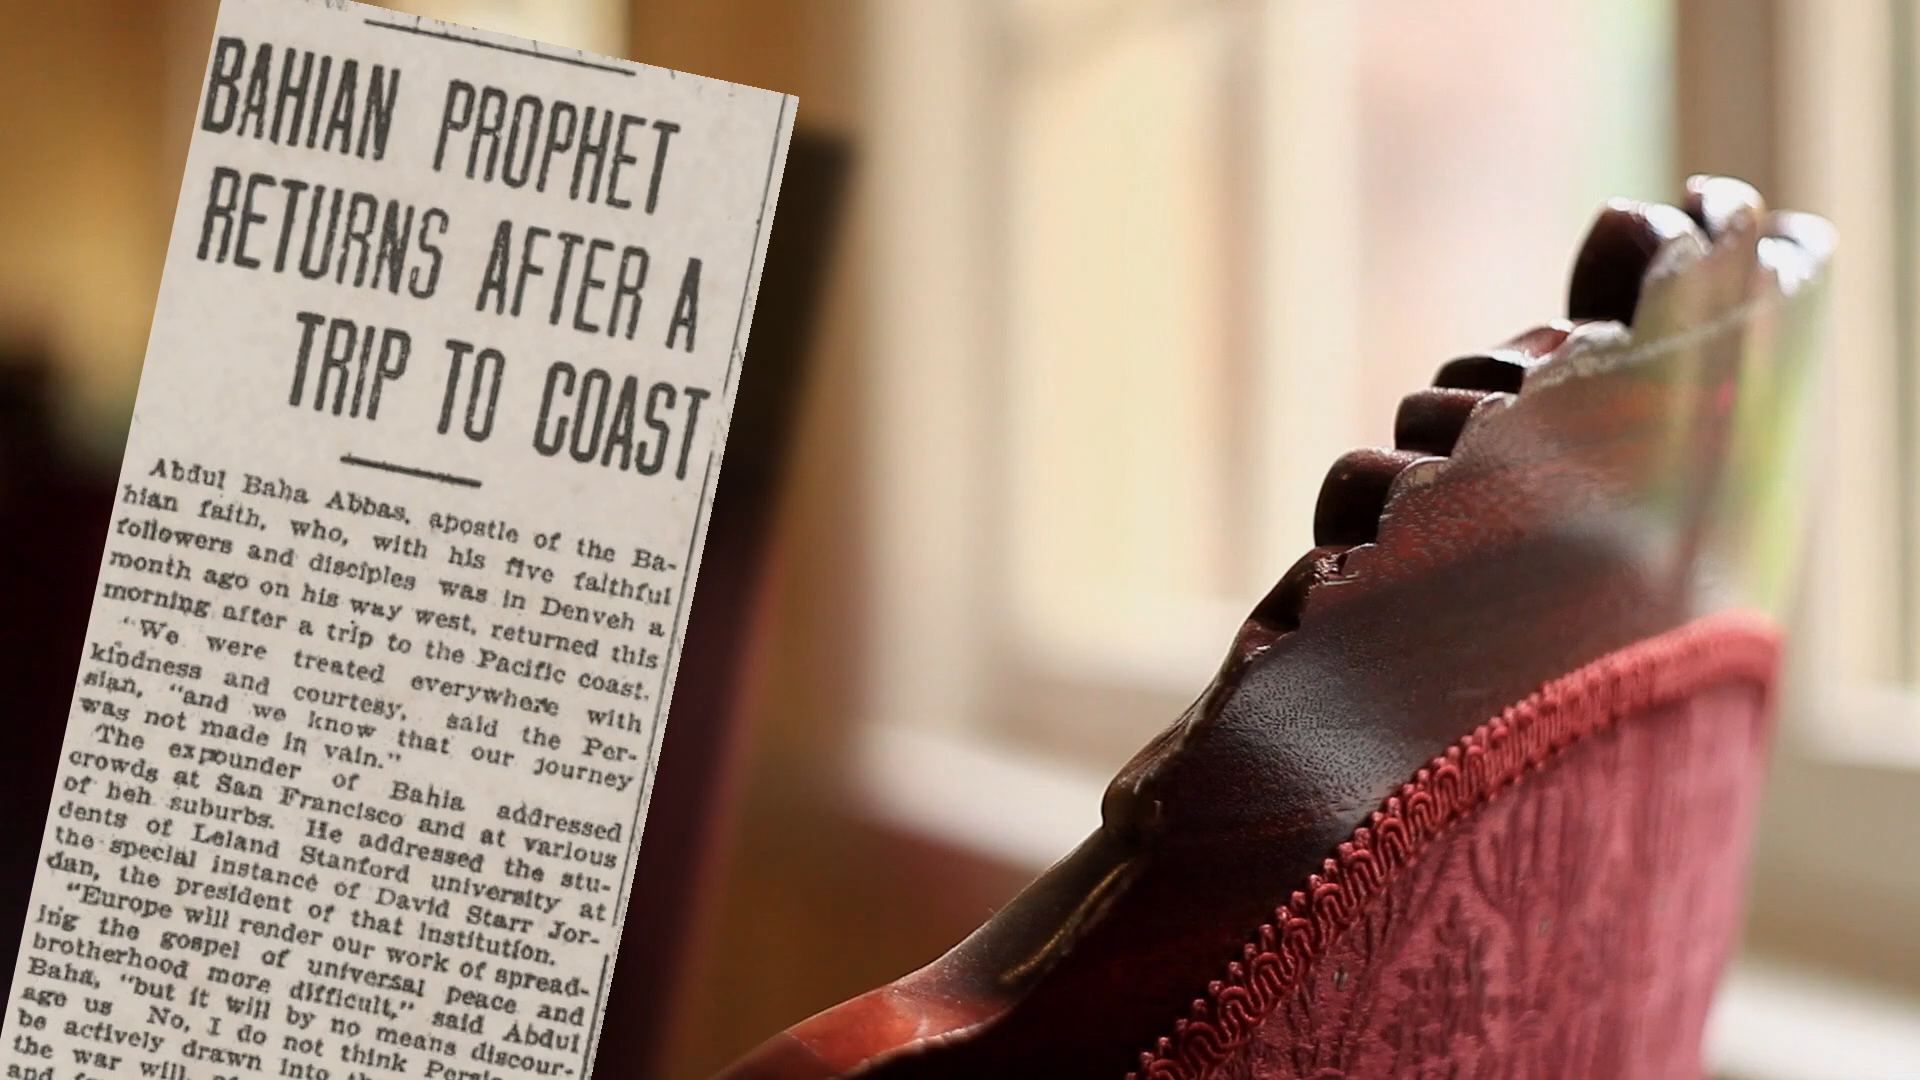 BAHIAN PROPHET
RETURNS AFTER A
TRIP TO COAST
Abdul Baha Abbas, apostle of the Ba-
hian faith, who, with his five faithful
followers and disciples was in Denveh a
month ago on his way west, returned this
morning after a trip to the Pacific coast.
"We were treated everywhere with
kindness and courtesy, said the Per-
sian, "and we know that our journey
was not made in vain."
The expounder of Bahia addressed
crowds at San Francisco and at various
of heh suburbs. He addressed the stu-
dents of Leland Stanford university at
the special instance of David Starr Jor-
dan, the president of that institution.
"Europe will render our work of spread-
ing the gospel of universal peace and
brotherhood more difficult," said Abdul
Baha, "but it will by no means discour-
age us No, I do not think Persia
be actively drawn into
the war will,
and